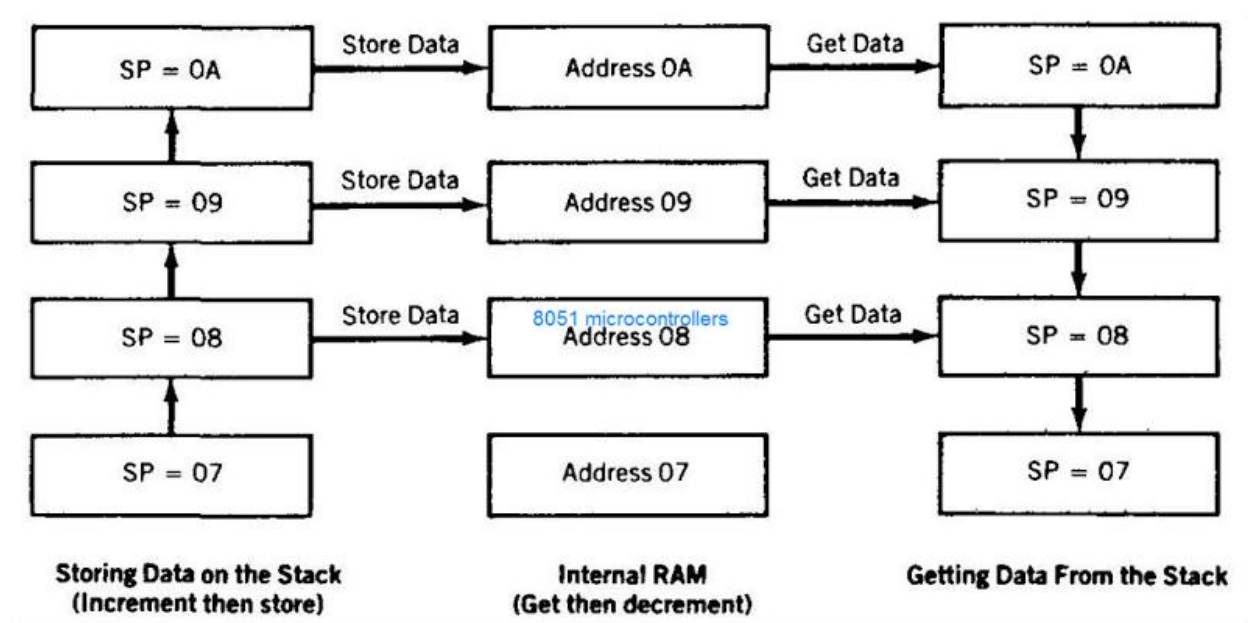 Store Data
Get Data
SP = 0A
Address 0A
SP = 0A
Store Data
Get Data
SP = 09
Address 09
SP = 09
Store Data
Get Data
8051 microcontrollers
SP = 08
Address 08
SP = 08
SP = 07
Address 07
SP = 07
Storing Data on the Stack
(Increment then store)
Internal RAM
(Get then decrement)
Getting Data From the Stack